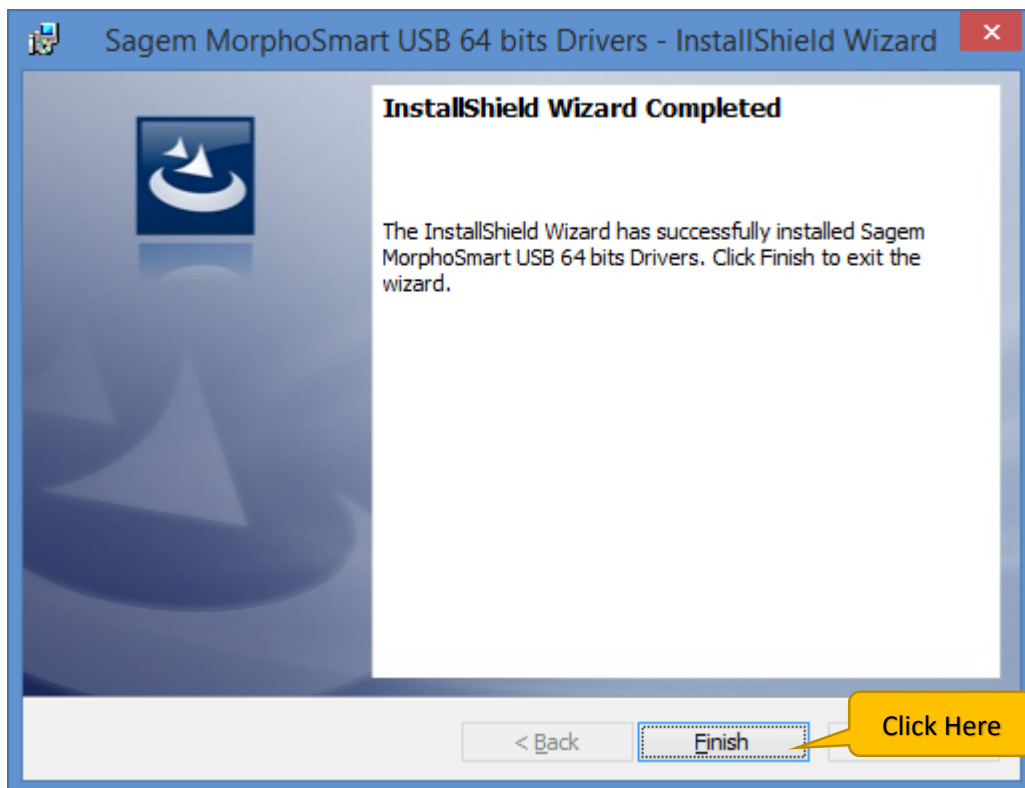 Sagem MorphoSmart USB 64 bits Drivers - InstallShield Wizard
InstallShield Wizard Completed
The InstallShield Wizard has successfully installed Sagem
MorphoSmart USB 64 bits Drivers. Click Finish to exit the
wizard.
< Back
Finish
Click Here